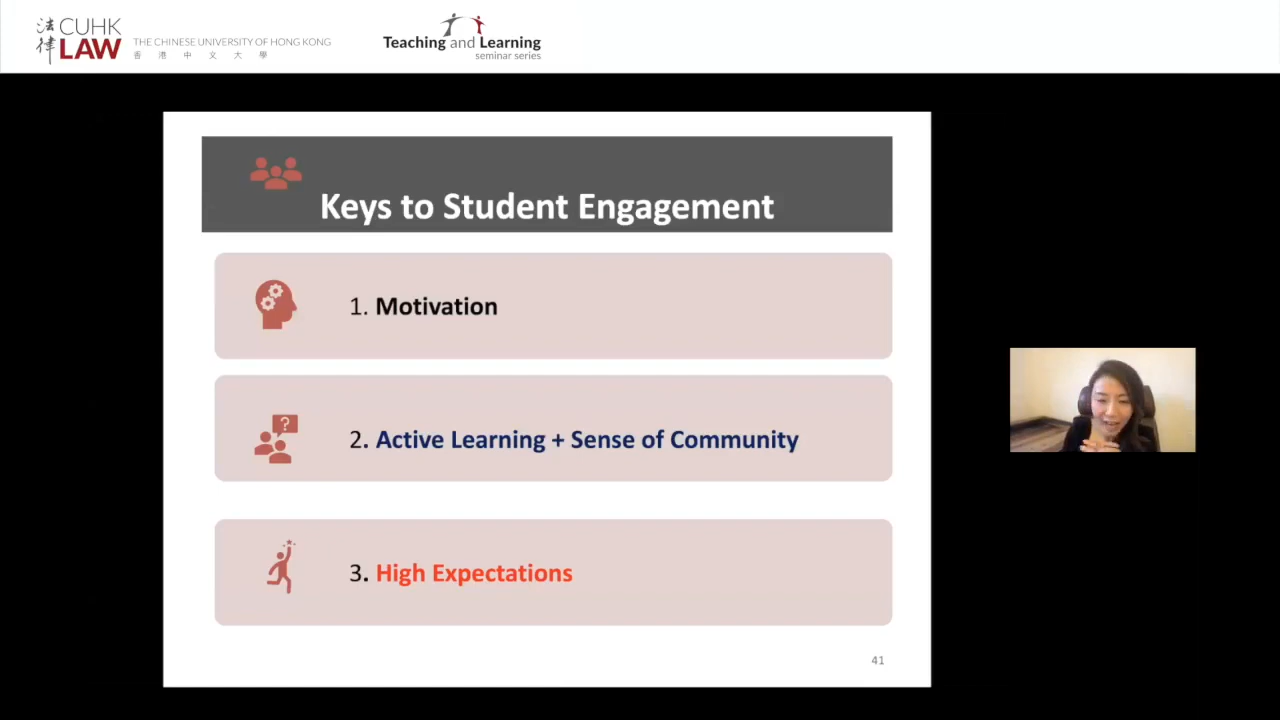 法律 CUHK LAW
THE CHINESE UNIVERSITY OF HONG KONG
香港中文大學
Teaching and Learning
seminar series
Keys to Student Engagement
1. Motivation
?
2. Active Learning + Sense of Community
3. High Expectations
41